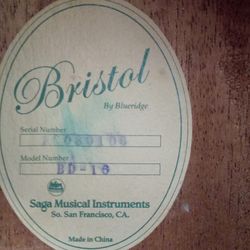 Bristol
By Blueridge
Serial Number
Model Number
BD-16
Saga Musical Instruments
So. San Francisco, CA.
Made in China